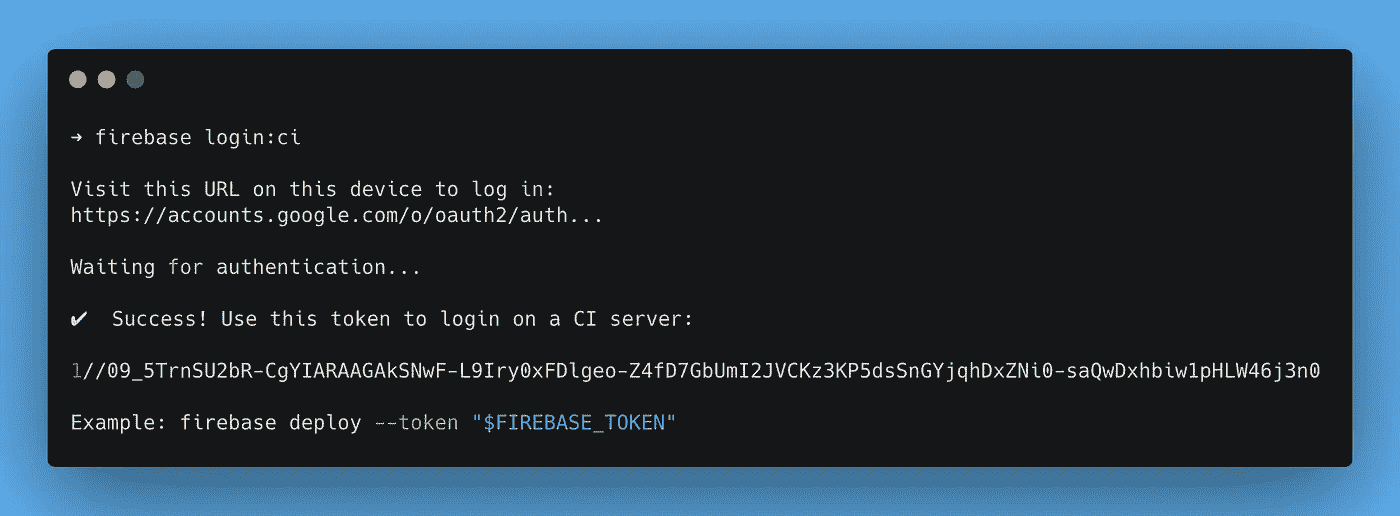 ➜ firebase login:ci
Visit this URL on this device to log in:
https://accounts.google.com/o/oauth2/auth...
Waiting for authentication...
✔ Success! Use this token to login on a CI server:
1//09_5TrnSU2bR-CgYIARAAGAkSNwF-L9Iry0xFDlgeo-Z4fD7GbUmI2JVCKz3KP5dsSnGYjqhDxZNi0-saQwDxhbiw1pHLW46j3n0
Example: firebase deploy --token "$FIREBASE_TOKEN"